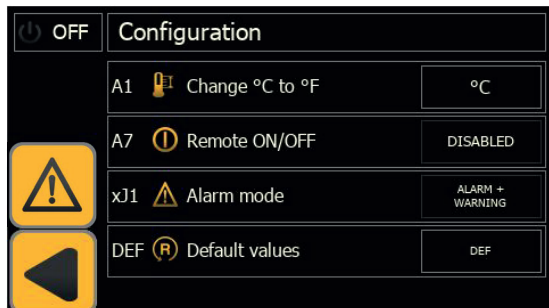 OFF Configuration
A1 Change °C to °F °C
A7 Remote ON/OFF DISABLED
xJ1 Alarm mode ALARM +
WARNING
DEF R Default values DEF